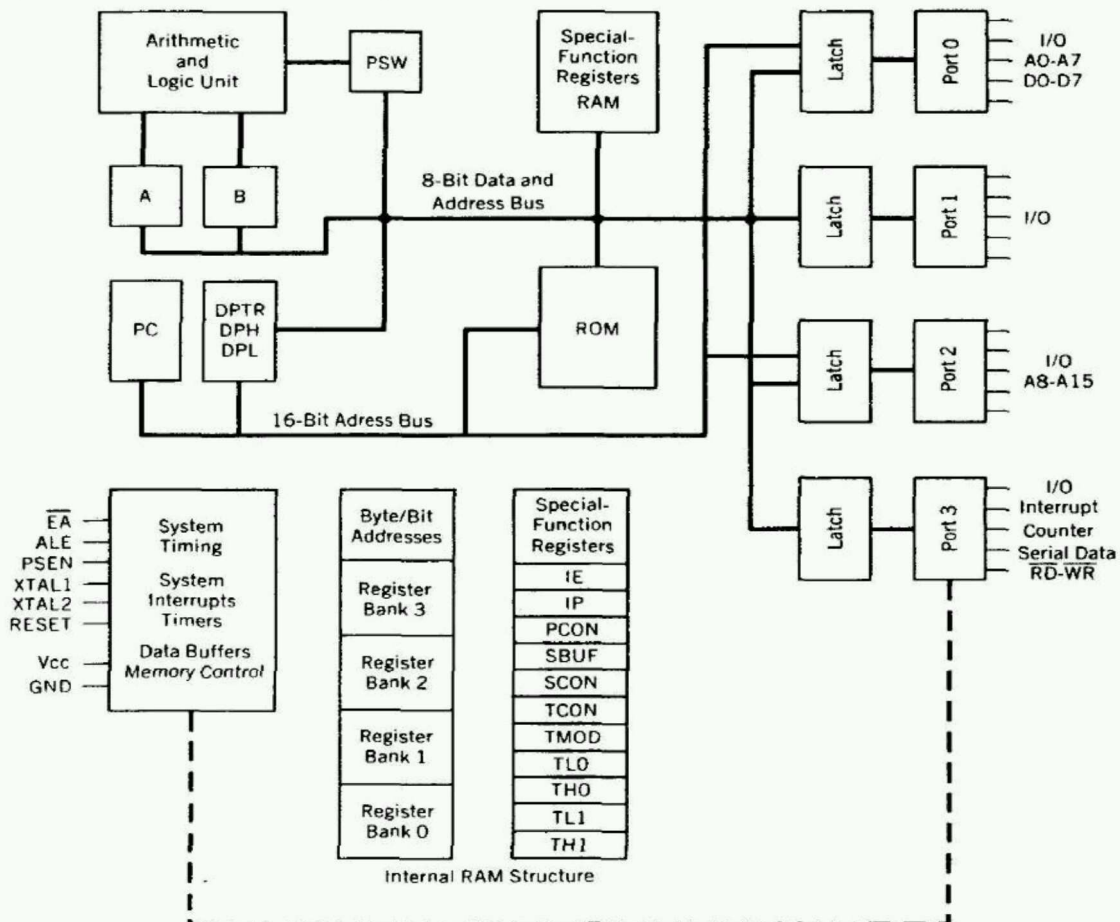 Arithmetic
and
Logic Unit
PSW
Special-
Function
Registers
RAM
Latch
Port 0
I/O
A0-A7
D0-D7
A
B
8-Bit Data and
Address Bus
Latch
Port 1
I/O
PC
DPTR
DPH
DPL
ROM
Latch
Port 2
I/O
A8-A15
16-Bit Adress Bus
EA
ALE
PSEN
XTAL1
XTAL2
RESET
Vcc
GND
System
Timing
System
Interrupts
Timers
Data Buffers
Memory Control
Byte/Bit
Addresses
Register
Bank 3
Register
Bank 2
Register
Bank 1
Register
Bank 0
Special-
Function
Registers
IE
IP
PCON
SBUF
SCON
TCON
TMOD
TL0
TH0
TL1
TH1
Latch
Port 3
I/O
Interrupt
Counter
Serial Data
RD-WR
Internal RAM Structure